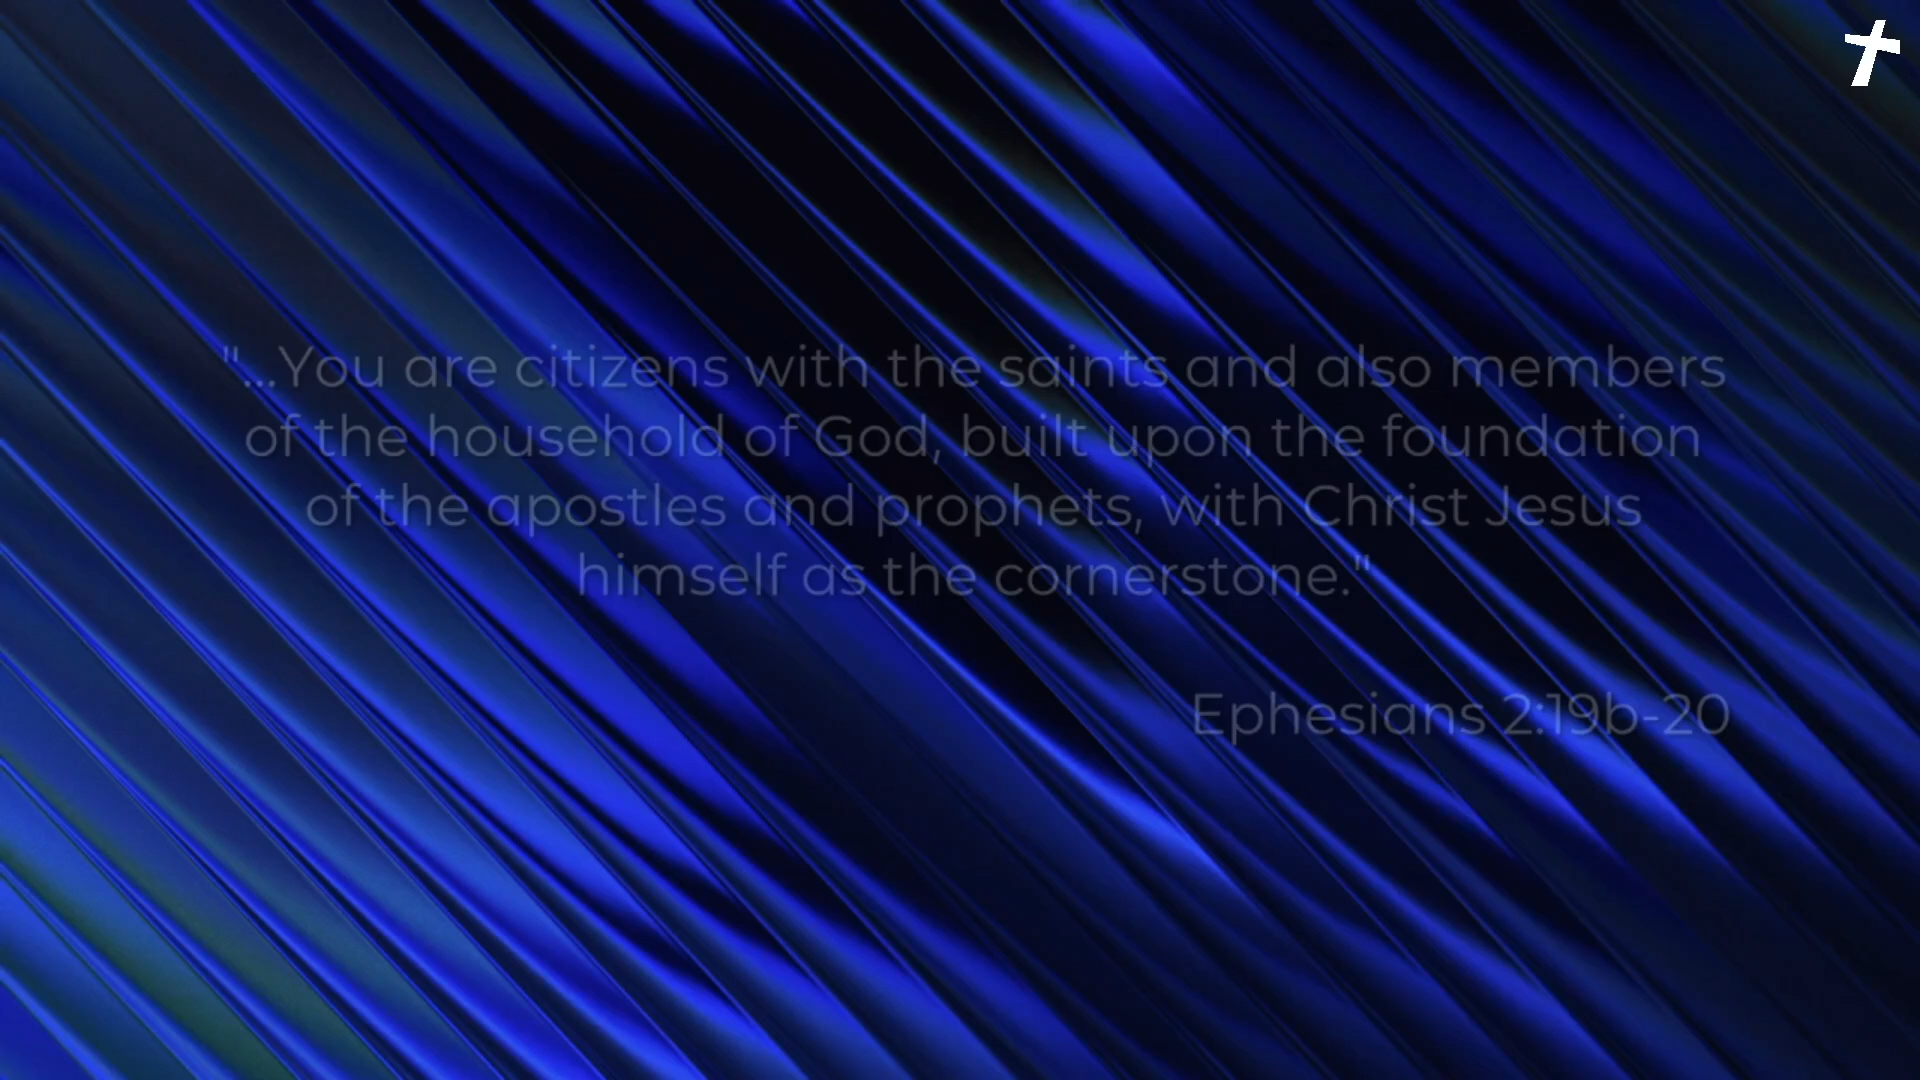 "...You are citizens with the saints and also members
of the household of God, built upon the foundation
of the apostles and prophets, with Christ Jesus
himself as the cornerstone."
Ephesians 2:19b-20